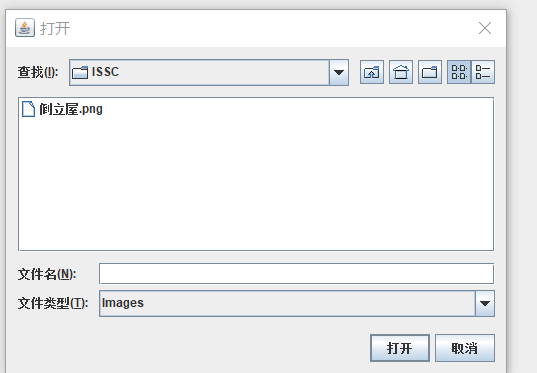 打开
查找(I): ISSC
倒立屋.png
文件名(N):
文件类型(T): Images
打开 取消